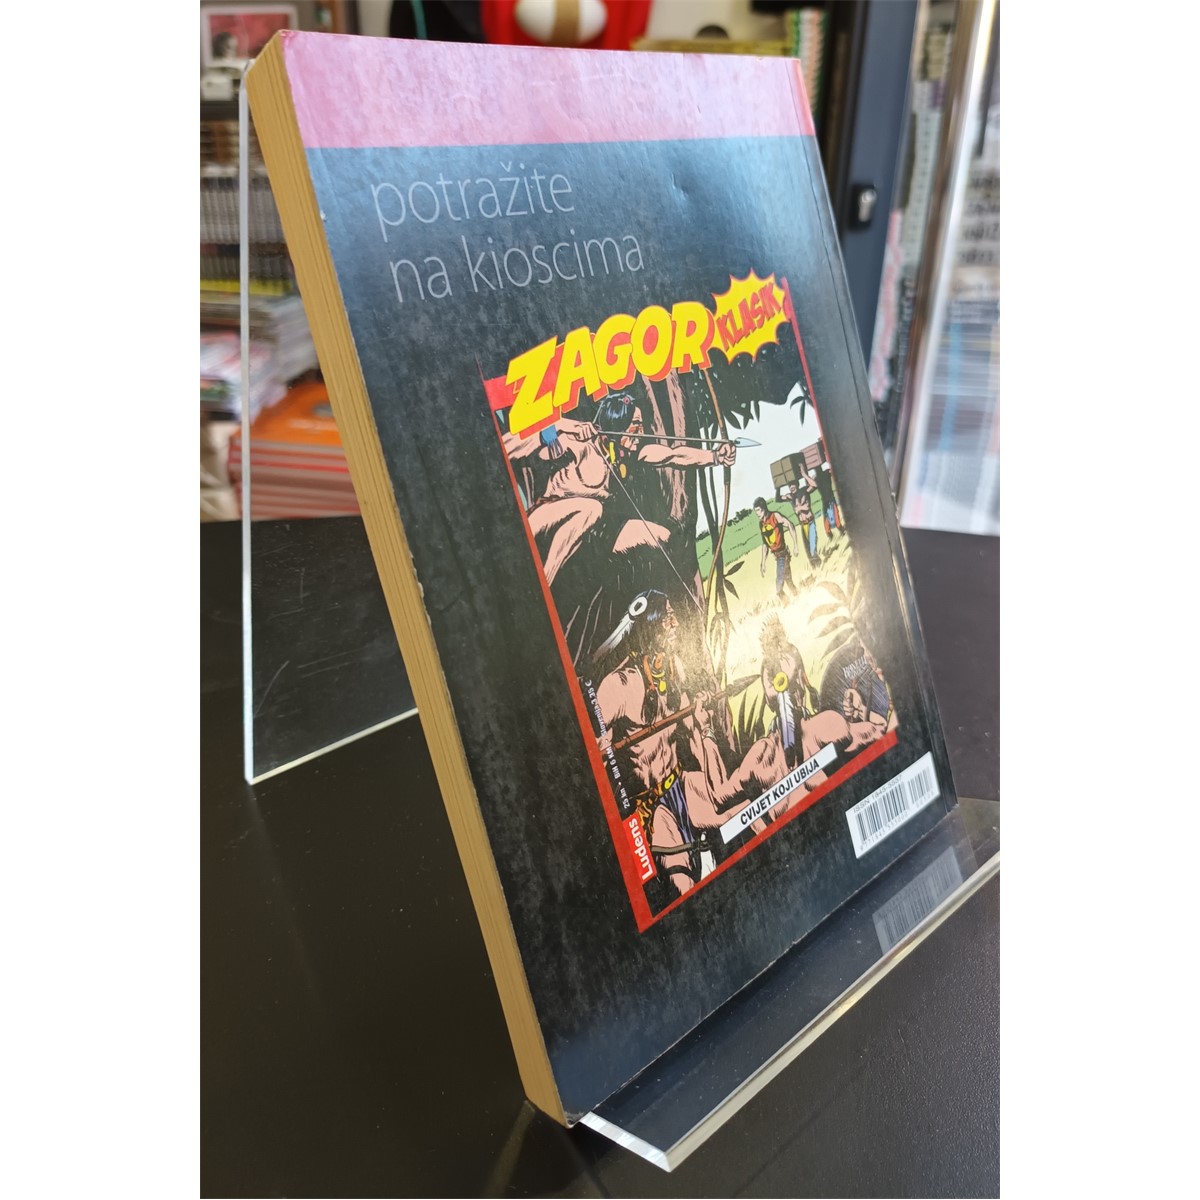 potražite
na kioscima
ZAGOR
KLASIK
CVIJET KOJI UBIJA
Ludens